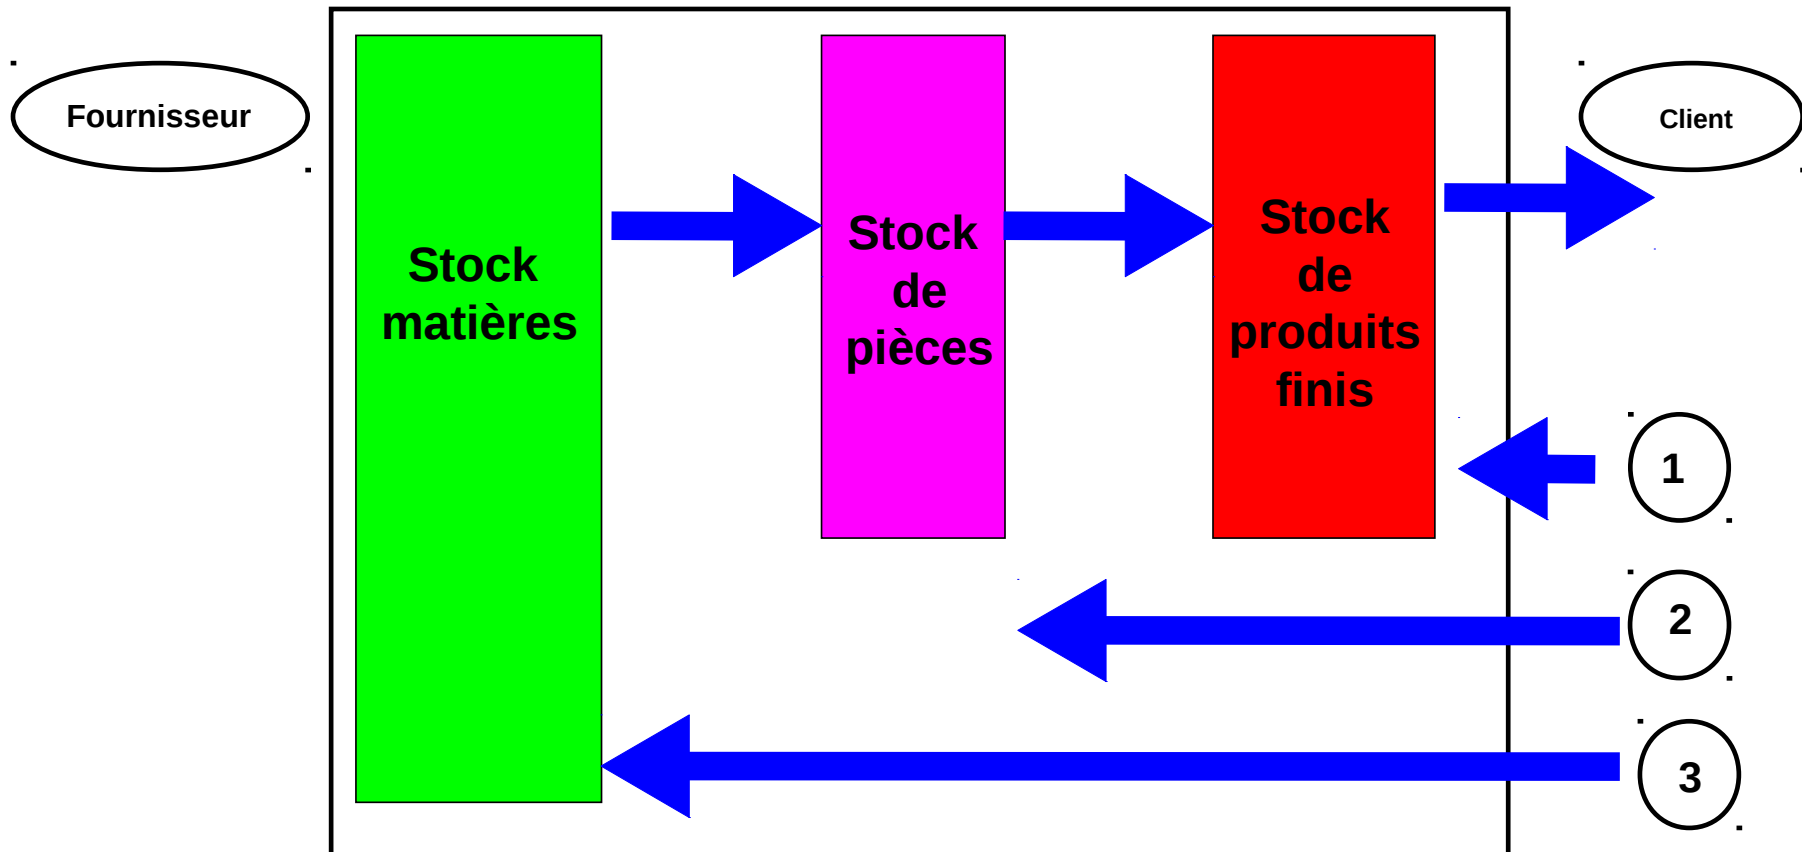 Fournisseur
Stock
matières
Stock
de
pièces
Stock
de
produits
finis
Client
1
2
3